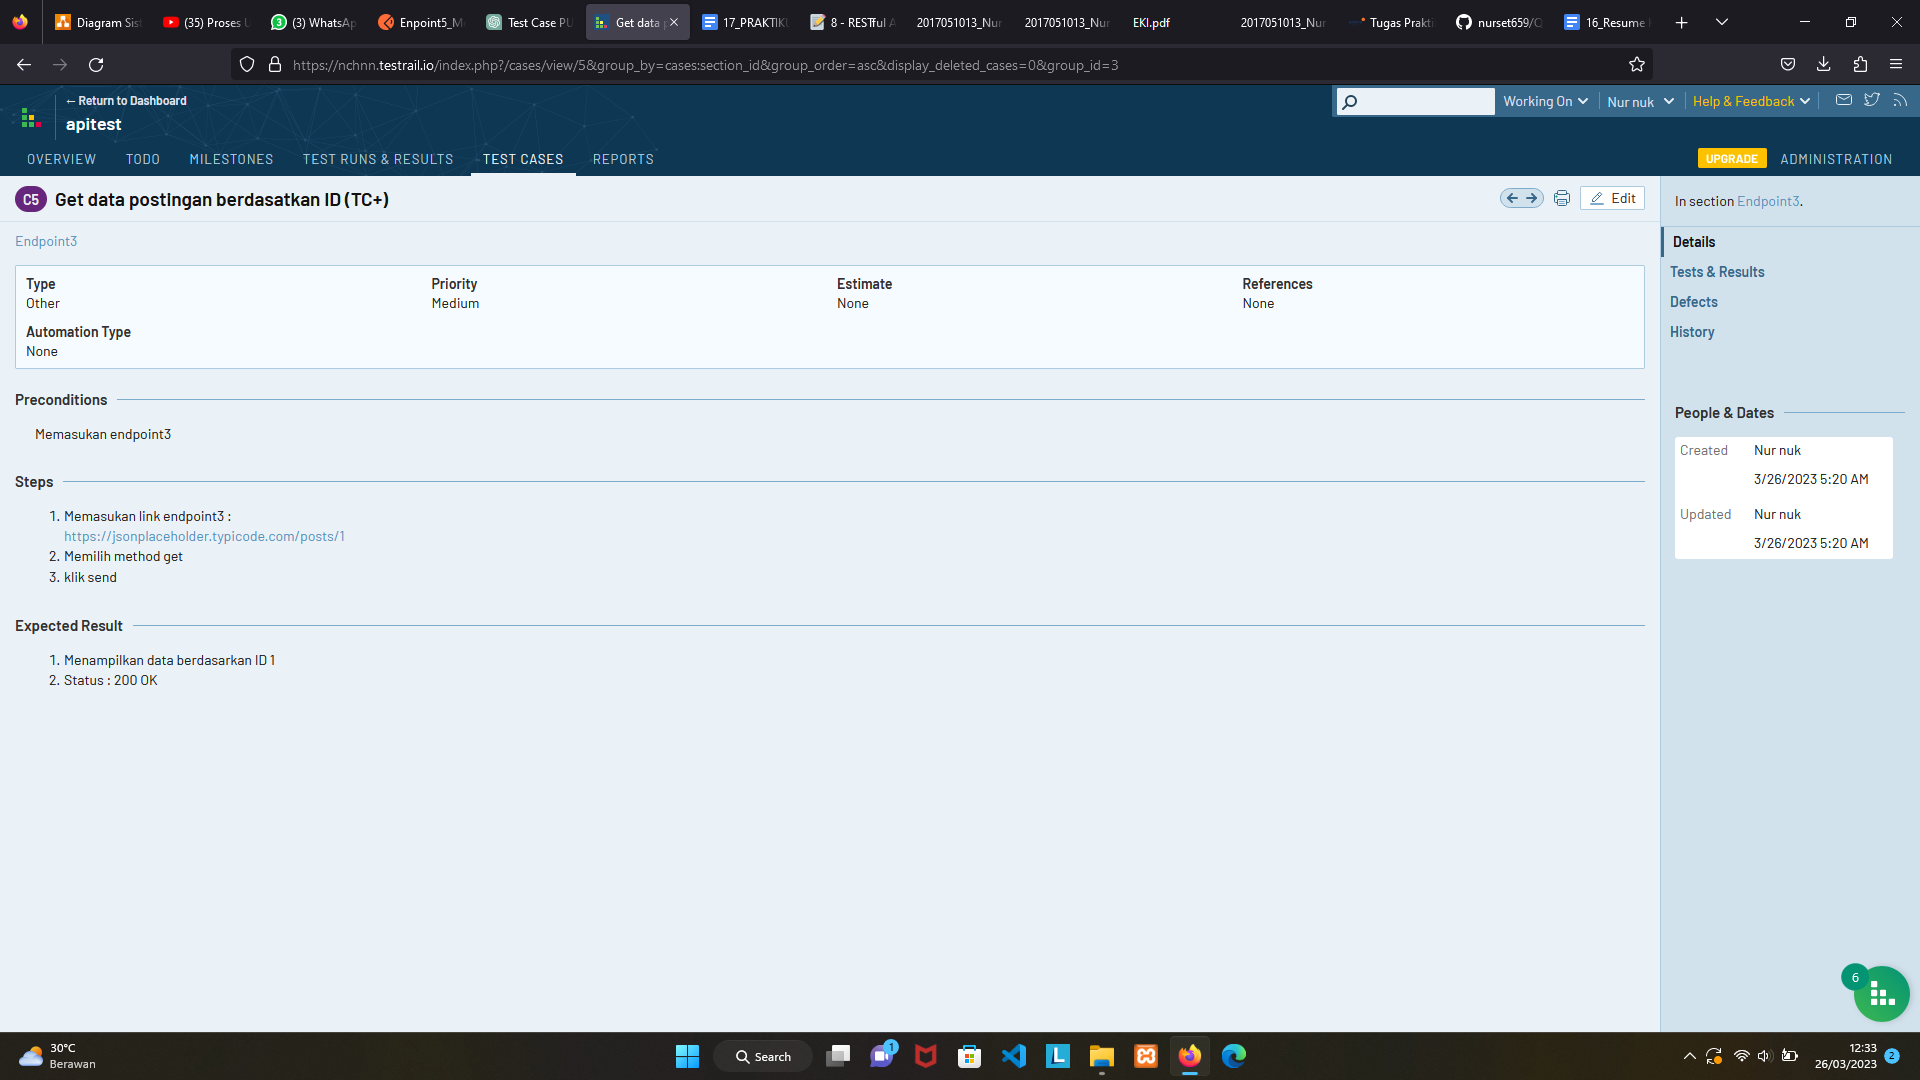 Diagram Sis
(35) Proses U
(3) WhatsAp
Enpoint5_Me
Test Case PU
Get data p
17_PRAKTIKU
8 - RESTful A
2017051013_Nur
2017051013_Nur
EKI.pdf
2017051013_Nur
Tugas Prakti
nurset659/Q
16_Resume
https://nchnn.testrail.io/index.php?/cases/view/5&group_by=cases:section_id&group_order=asc&display_deleted_cases=0&group_id=3
← Return to Dashboard
apitest
Working On
Nur nuk
Help & Feedback
OVERVIEW
TODO
MILESTONES
TEST RUNS & RESULTS
TEST CASES
REPORTS
UPGRADE
ADMINISTRATION
C5 Get data postingan berdasatkan ID (TC+)
Edit
In section Endpoint3.
Endpoint3
Details
Tests & Results
Defects
History
Type
Other
Priority
Medium
Estimate
None
References
None
Automation Type
None
Preconditions
Memasukan endpoint3
People & Dates
Created Nur nuk
3/26/2023 5:20 AM
Updated Nur nuk
3/26/2023 5:20 AM
Steps
1. Memasukan link endpoint3 :
https://jsonplaceholder.typicode.com/posts/1
2. Memilih method get
3. klik send
Expected Result
1. Menampilkan data berdasarkan ID 1
2. Status : 200 OK
6
30°C
Berawan
Search
1
12:33
26/03/2023
2